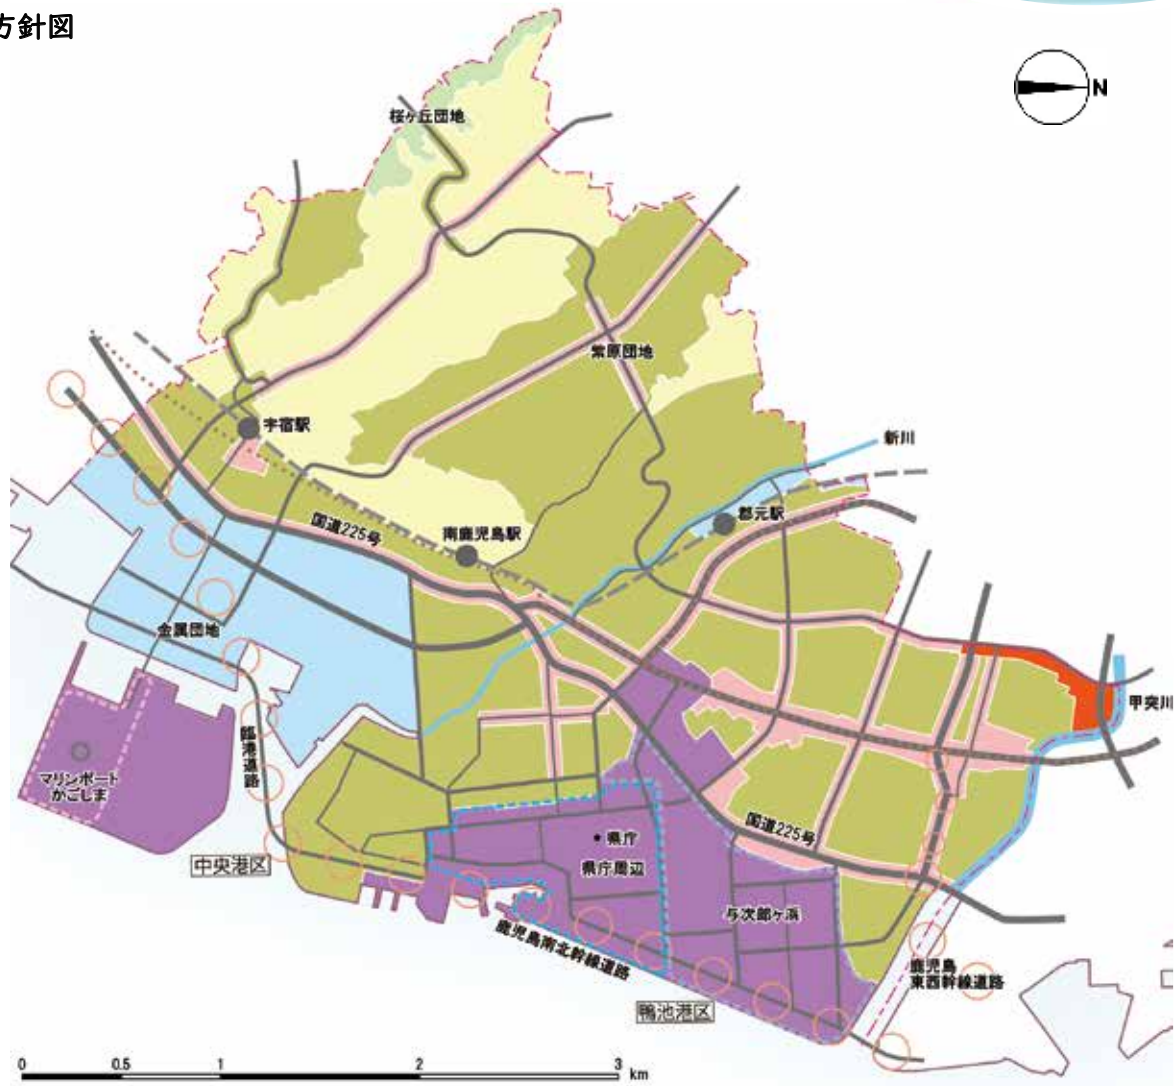 方針図
N
桜ヶ丘団地
紫原団地
宇宿駅
新川
郡元駅
国道225号
南鹿児島駅
金属団地
甲突川
臨港道路
マリンポート
かごしま
国道225号
県庁
中央港区
県庁周辺
与次郎ヶ浜
鹿児島南北幹線道路
鹿児島
東西幹線道路
鴨池港区
0 0.5 1 2 3 km